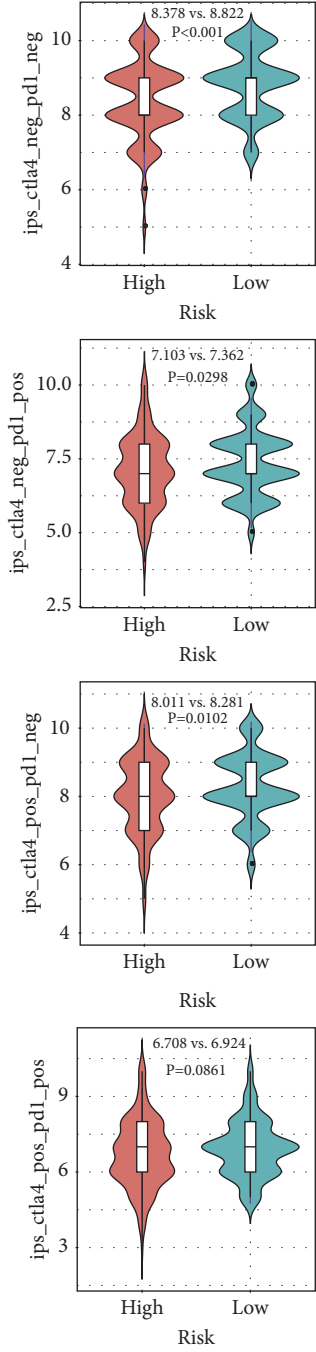 8.378 vs. 8.822
P<0.001
10
8
6
4
ips_ctla4_neg_pd1_neg
High Low
Risk
7.103 vs. 7.362
P=0.0298
10.0
7.5
5.0
2.5
ips_ctla4_neg_pd1_pos
High Low
Risk
8.011 vs. 8.281
P=0.0102
10
8
6
4
ips_ctla4_pos_pd1_neg
High Low
Risk
6.708 vs. 6.924
P=0.0861
9
6
3
ips_ctla4_pos_pd1_pos
High Low
Risk